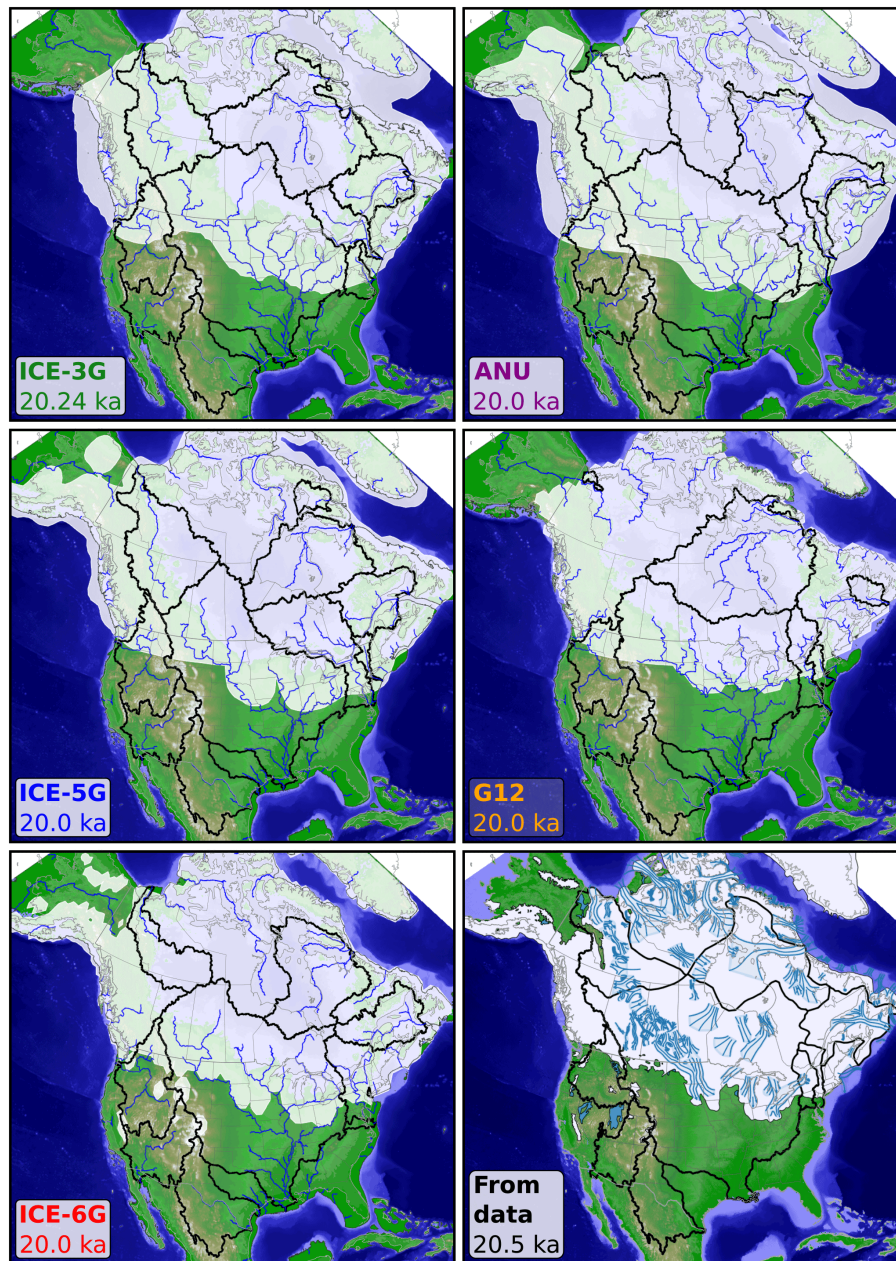 ICE-3G
20.24 ka
ANU
20.0 ka
ICE-5G
20.0 ka
G12
20.0 ka
ICE-6G
20.0 ka
From
data
20.5 ka